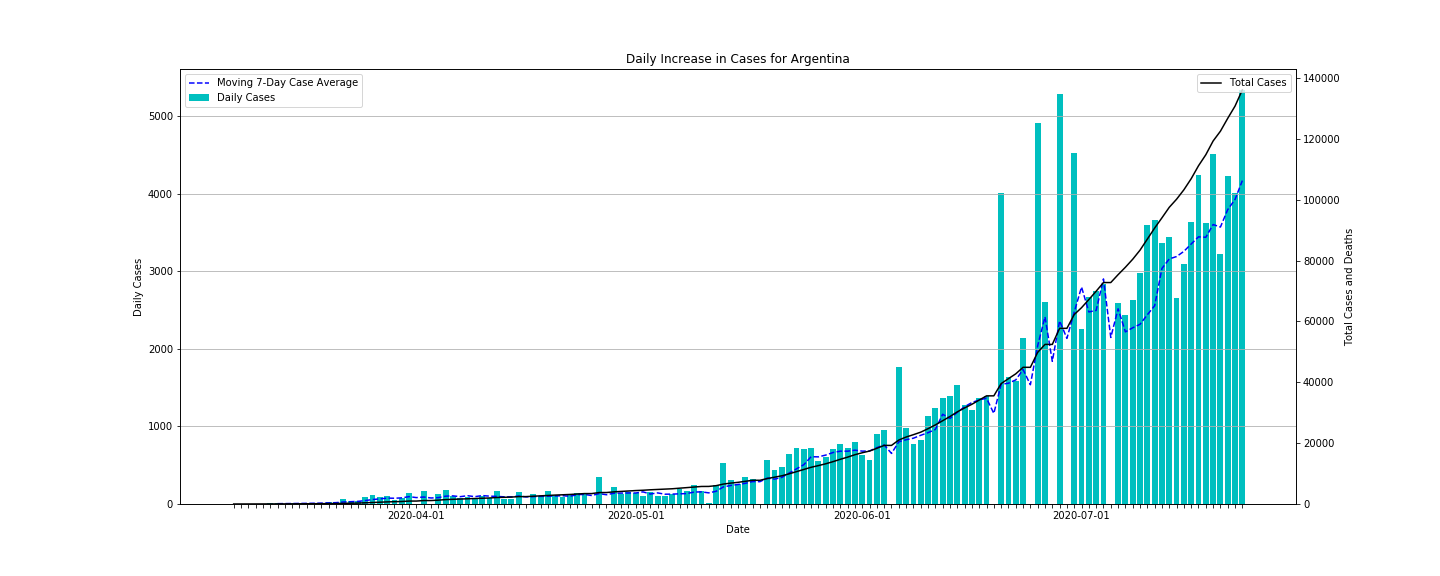 Daily Increase in Cases for Argentina
Moving 7-Day Case Average
Daily Cases
Total Cases
5000
4000
3000
2000
1000
0
Daily Cases
140000
120000
100000
80000
60000
40000
20000
0
Total Cases and Deaths
2020-04-01
2020-05-01
2020-06-01
2020-07-01
Date